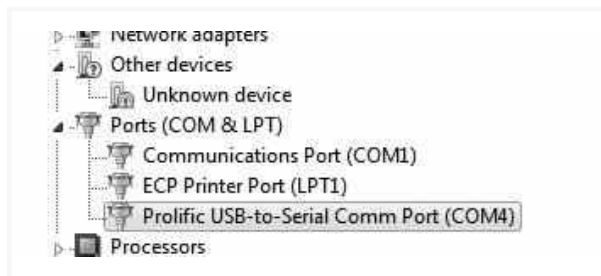 Network adapters
Other devices
Unknown device
Ports (COM & LPT)
Communications Port (COM1)
ECP Printer Port (LPT1)
Prolific USB-to-Serial Comm Port (COM4)
Processors